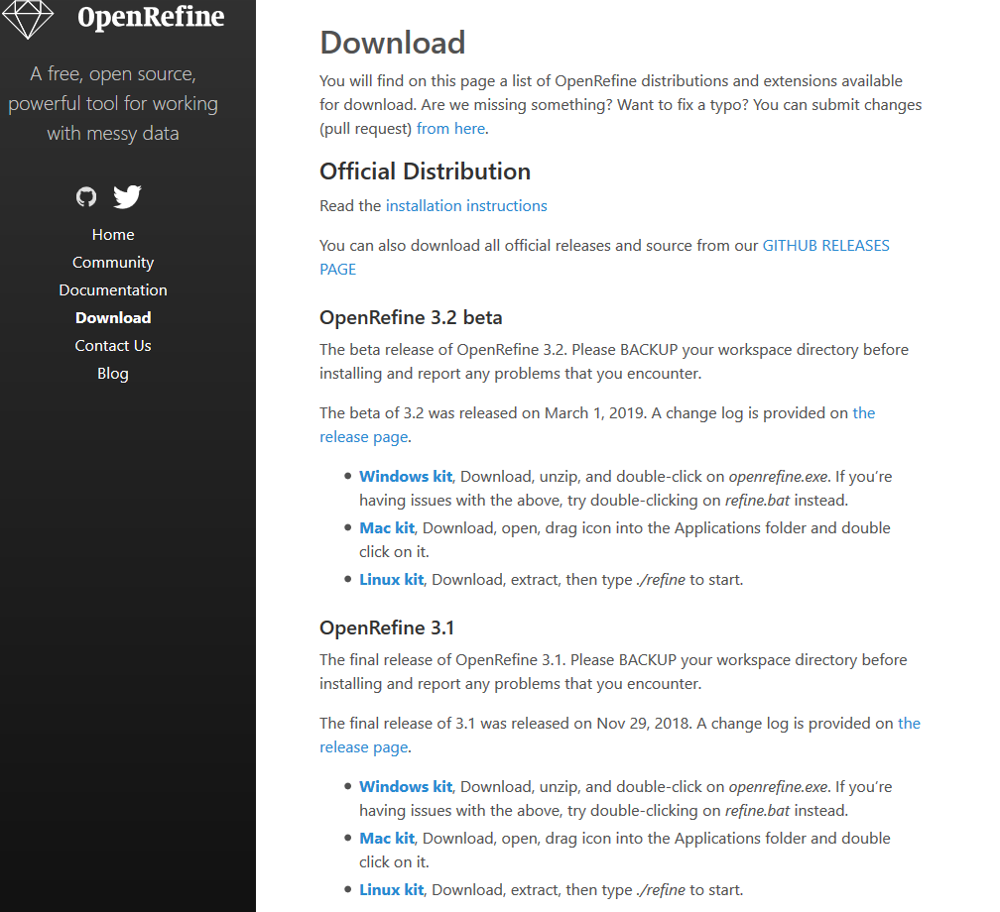 OpenRefine
A free, open source,
powerful tool for working
with messy data
Home
Community
Documentation
Download
Contact Us
Blog
Download
You will find on this page a list of OpenRefine distributions and extensions available
for download. Are we missing something? Want to fix a typo? You can submit changes
(pull request) from here.
Official Distribution
Read the installation instructions
You can also download all official releases and source from our GITHUB RELEASES
PAGE
OpenRefine 3.2 beta
The beta release of OpenRefine 3.2. Please BACKUP your workspace directory before
installing and report any problems that you encounter.
The beta of 3.2 was released on March 1, 2019. A change log is provided on the
release page.
• Windows kit, Download, unzip, and double-click on openrefine.exe. If you’re
having issues with the above, try double-clicking on refine.bat instead.
• Mac kit, Download, open, drag icon into the Applications folder and double
click on it.
• Linux kit, Download, extract, then type ./refine to start.
OpenRefine 3.1
The final release of OpenRefine 3.1. Please BACKUP your workspace directory before
installing and report any problems that you encounter.
The final release of 3.1 was released on Nov 29, 2018. A change log is provided on the
release page.
• Windows kit, Download, unzip, and double-click on openrefine.exe. If you’re
having issues with the above, try double-clicking on refine.bat instead.
• Mac kit, Download, open, drag icon into the Applications folder and double
click on it.
• Linux kit, Download, extract, then type ./refine to start.